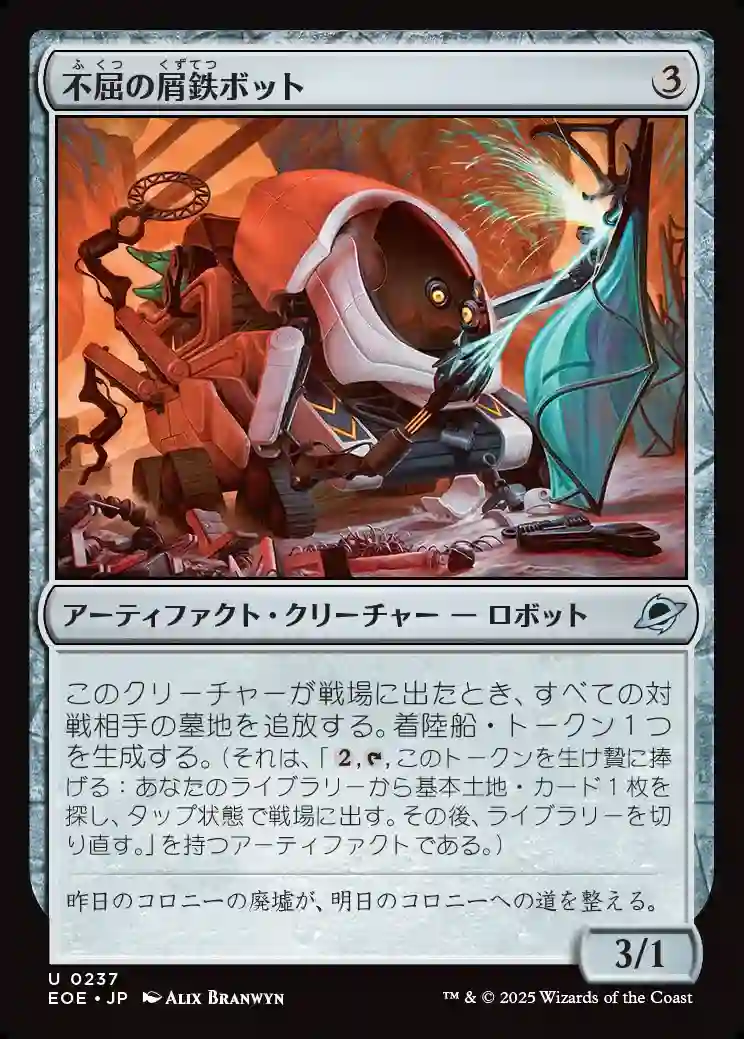 ふくつ くずてつ
不屈の屑鉄ボット 3
アーティファクト・クリーチャー — ロボット
このクリーチャーが戦場に出たとき、すべての対
戦相手の墓地を追放する。着陸船・トークン1つ
を生成する。(それは、「2,T,このトークンを生け贄に捧
げる:あなたのライブラリーから基本土地・カード1枚を
探し、タップ状態で戦場に出す。その後、ライブラリーを切
り直す。」を持つアーティファクトである。)
昨日のコロニーの廃墟が、明日のコロニーへの道を整える。
3/1
U 0237
EOE • JP ALIX BRANWYN
™ & © 2025 Wizards of the Coast